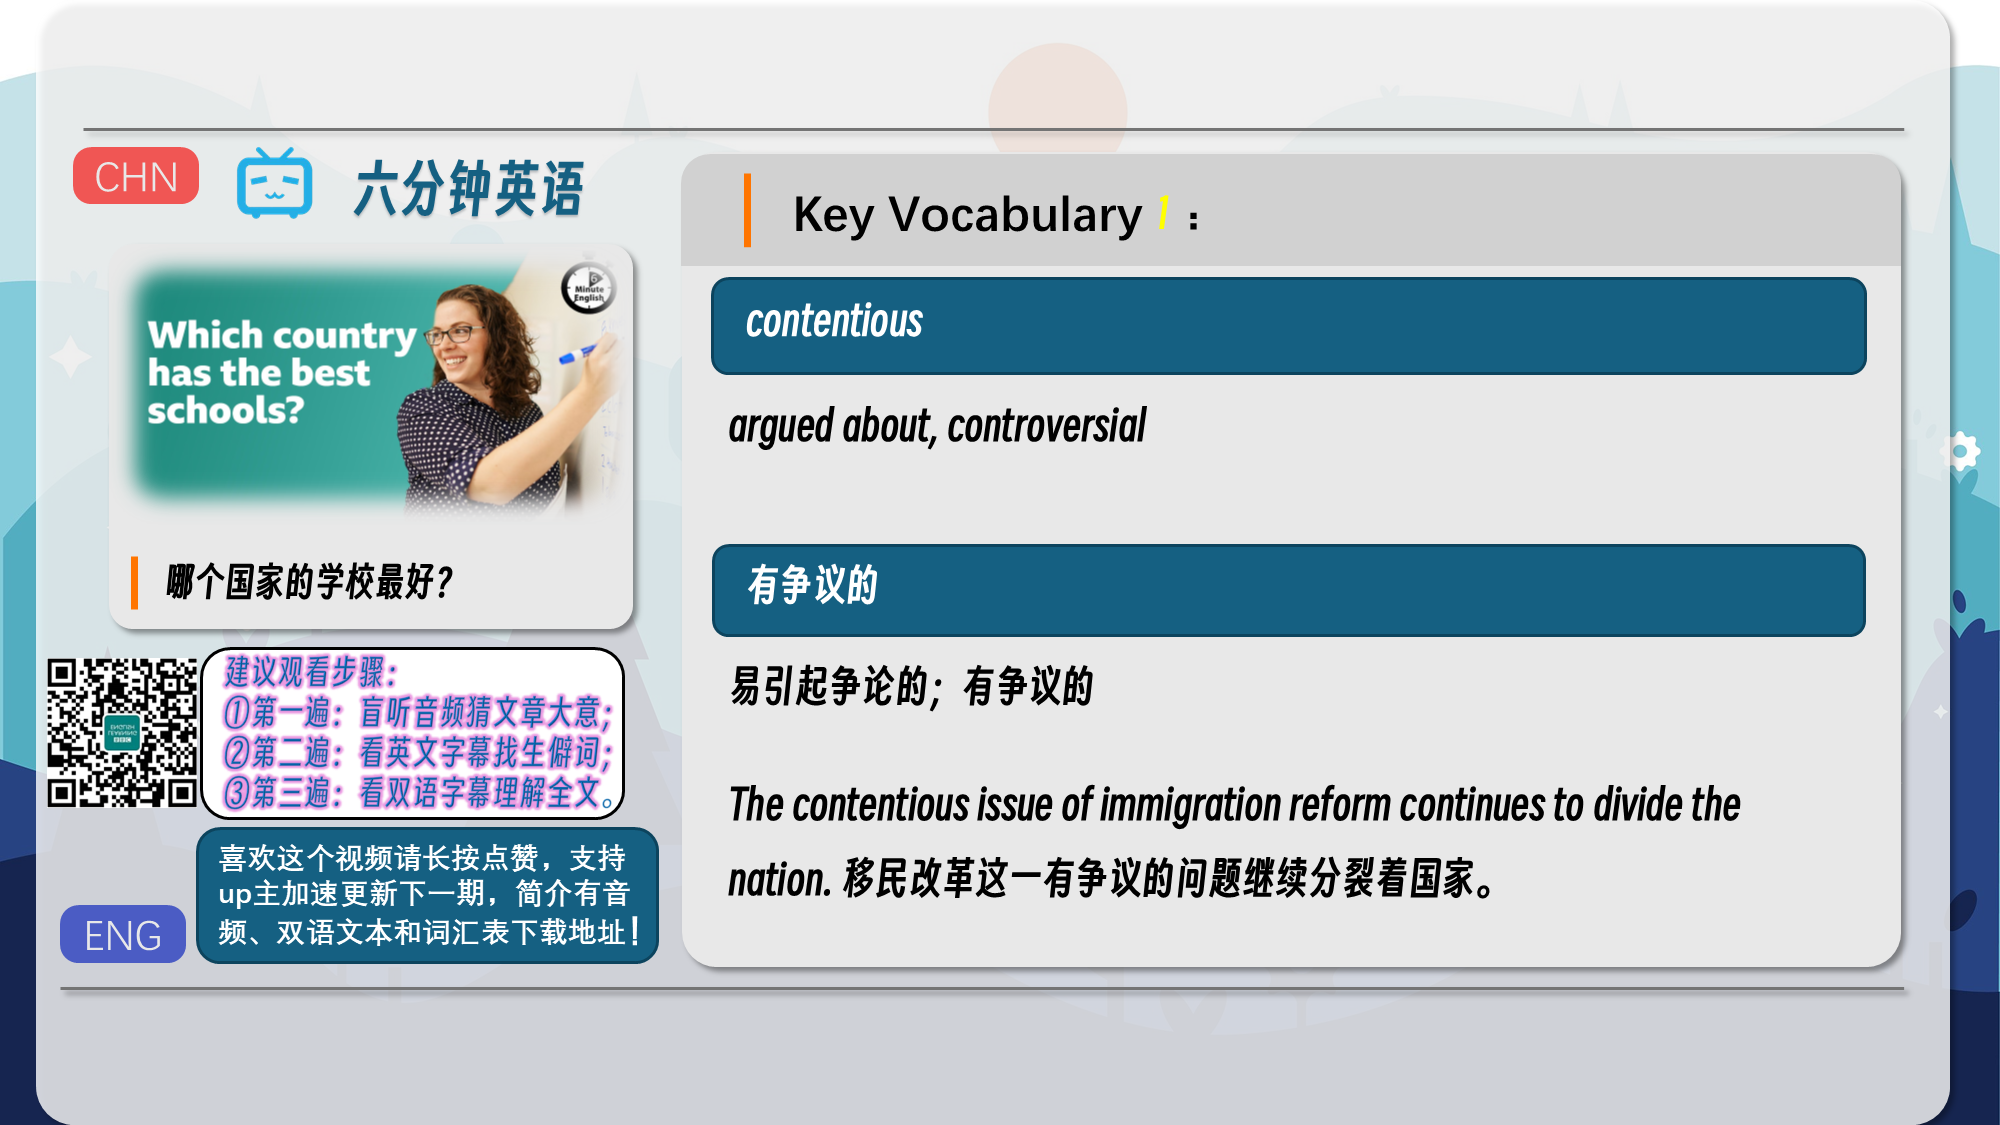 CHN
六分钟英语
Which country
has the best
schools?
6
Minute
English
哪个国家的学校最好？
建议观看步骤：
①第一遍：盲听音频猜文章大意；
②第二遍：看英文字幕找生僻词；
③第三遍：看双语字幕理解全文。
喜欢这个视频请长按点赞，支持
up主加速更新下一期，简介有音
频、双语文本和词汇表下载地址！
ENG
Key Vocabulary 1：
contentious
argued about, controversial
有争议的
易引起争论的；有争议的
The contentious issue of immigration reform continues to divide the
nation. 移民改革这一有争议的问题继续分裂着国家。